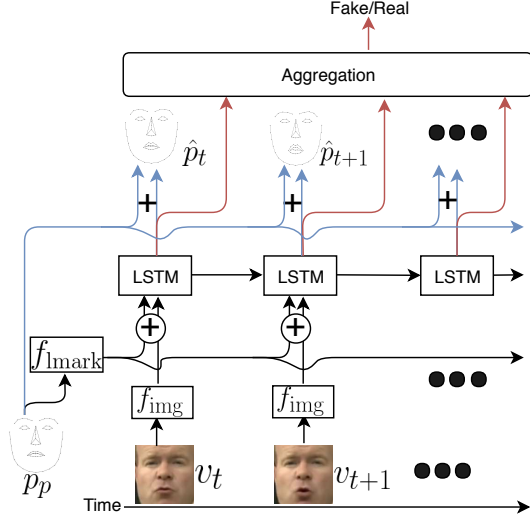 Fake/Real
Aggregation
p̂_t
p̂_{t+1}
+
+
+
LSTM
LSTM
LSTM
+
+
f_lmark
f_img
f_img
p_p
v_t
v_{t+1}
Time